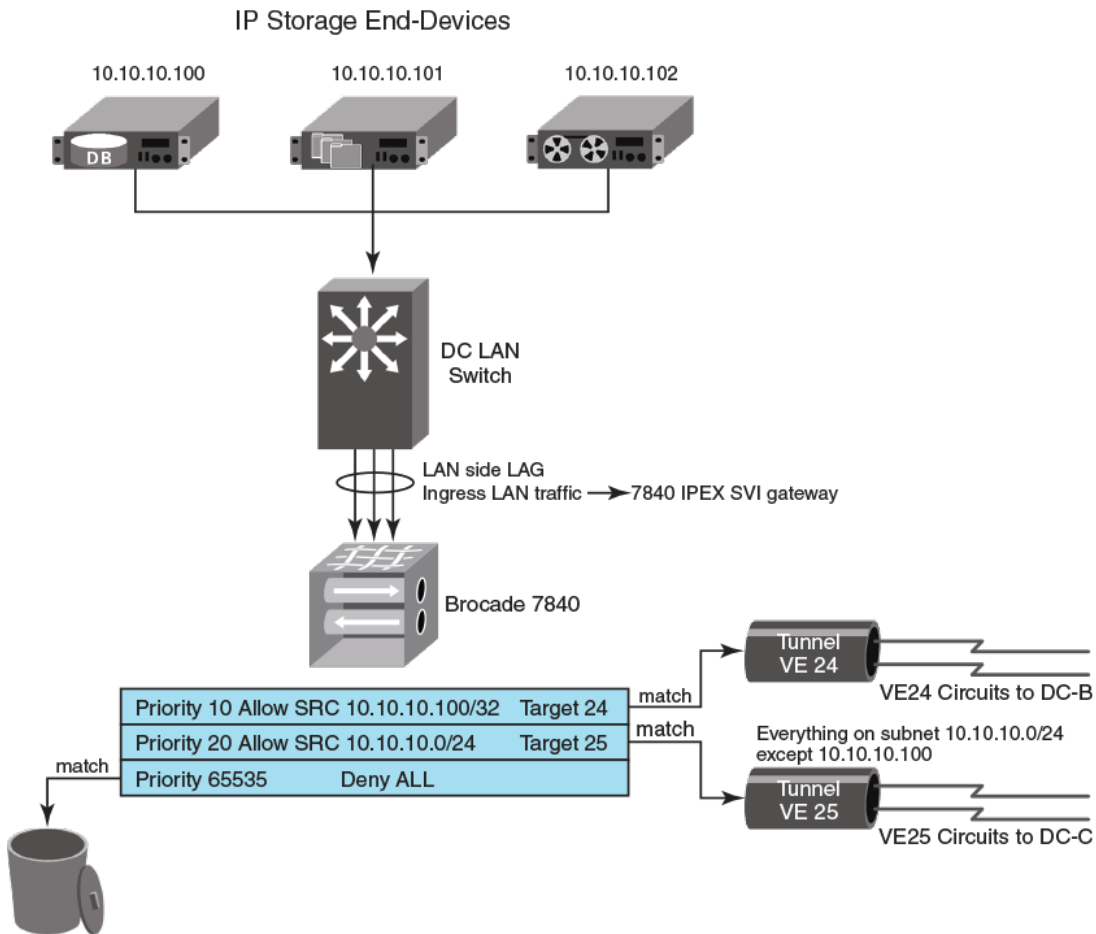 IP Storage End-Devices
10.10.10.100
10.10.10.101
10.10.10.102
DB
DC LAN
Switch
LAN side LAG
Ingress LAN traffic
7840 IPEX SVI gateway
Brocade 7840
Priority 10 Allow SRC 10.10.10.100/32 Target 24
match
Tunnel
VE 24
VE24 Circuits to DC-B
Priority 20 Allow SRC 10.10.10.0/24 Target 25
match
Everything on subnet 10.10.10.0/24
except 10.10.10.100
Priority 65535 Deny ALL
match
Tunnel
VE 25
VE25 Circuits to DC-C